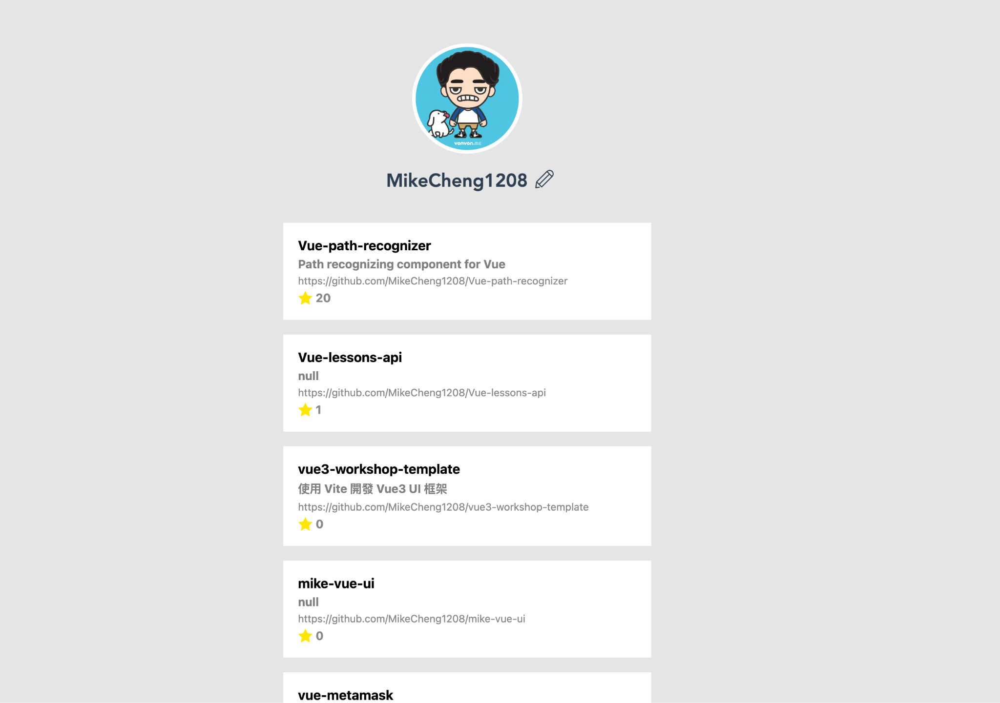 vonvon.ME
MikeCheng1208
Vue-path-recognizer
Path recognizing component for Vue
https://github.com/MikeCheng1208/Vue-path-recognizer
20
Vue-lessons-api
null
https://github.com/MikeCheng1208/Vue-lessons-api
1
vue3-workshop-template
使用 Vite 開發 Vue3 UI 框架
https://github.com/MikeCheng1208/vue3-workshop-template
0
mike-vue-ui
null
https://github.com/MikeCheng1208/mike-vue-ui
0
vue-metamask